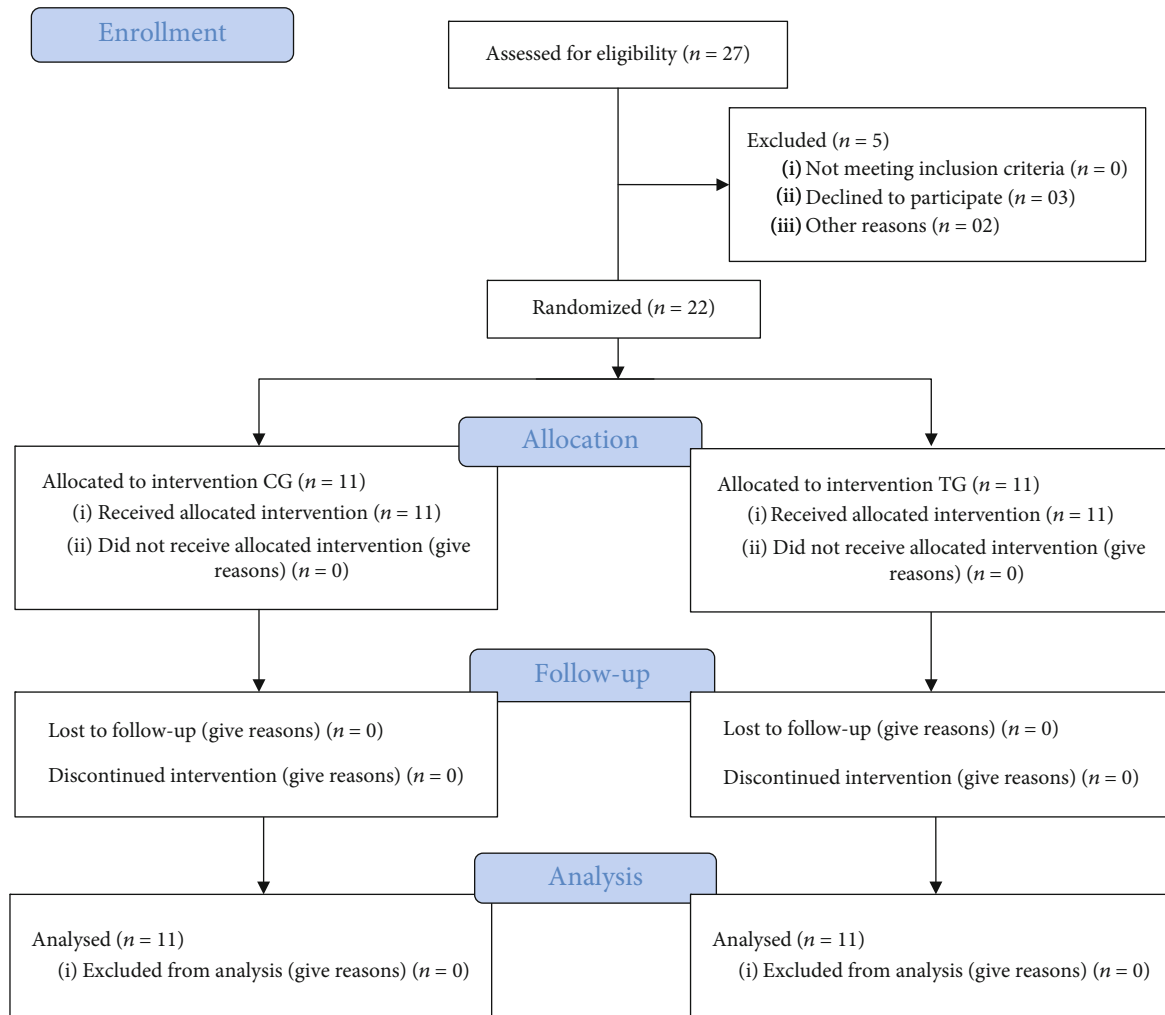 Enrollment
Assessed for eligibility (n = 27)
Excluded (n = 5)
(i) Not meeting inclusion criteria (n = 0)
(ii) Declined to participate (n = 03)
(iii) Other reasons (n = 02)
Randomized (n = 22)
Allocation
Allocated to intervention CG (n = 11)
(i) Received allocated intervention (n = 11)
(ii) Did not receive allocated intervention (give
reasons) (n = 0)
Allocated to intervention TG (n = 11)
(i) Received allocated intervention (n = 11)
(ii) Did not receive allocated intervention (give
reasons) (n = 0)
Follow-up
Lost to follow-up (give reasons) (n = 0)
Discontinued intervention (give reasons) (n = 0)
Lost to follow-up (give reasons) (n = 0)
Discontinued intervention (give reasons) (n = 0)
Analysis
Analysed (n = 11)
(i) Excluded from analysis (give reasons) (n = 0)
Analysed (n = 11)
(i) Excluded from analysis (give reasons) (n = 0)